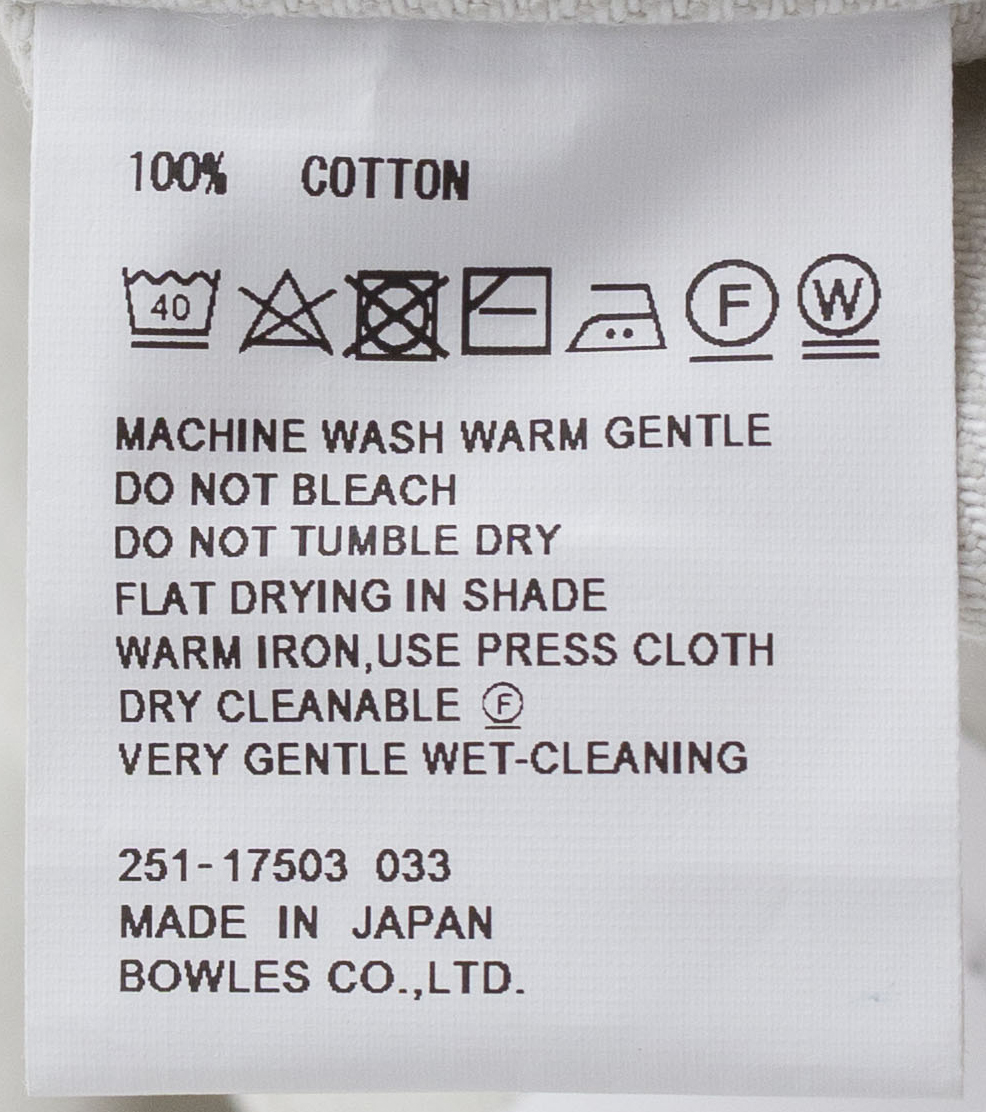 100% COTTON
40 F W
MACHINE WASH WARM GENTLE
DO NOT BLEACH
DO NOT TUMBLE DRY
FLAT DRYING IN SHADE
WARM IRON,USE PRESS CLOTH
DRY CLEANABLE Ⓕ
VERY GENTLE WET-CLEANING
251-17503 033
MADE IN JAPAN
BOWLES CO.,LTD.